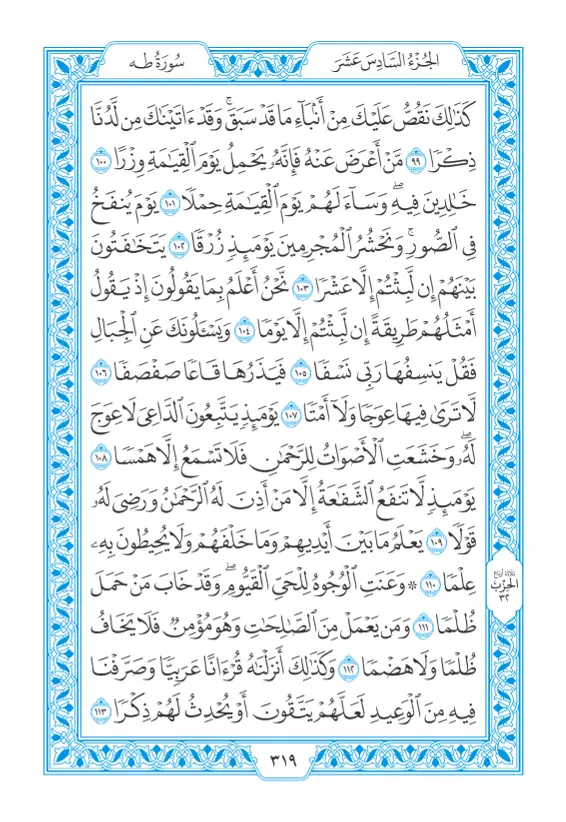 الجُزْءُ السَّادِسَ عَشَرَ
سُورَةُ طه
كَذَٰلِكَ نَقُصُّ عَلَيْكَ مِنْ أَنۢبَآءِ مَا قَدْ سَبَقَۚ وَقَدْ ءَاتَيْنَٰكَ مِن لَّدُنَّا
ذِكْرٗا ٩٩ مَّنْ أَعْرَضَ عَنْهُ فَإِنَّهُۥ يَحْمِلُ يَوْمَ ٱلْقِيَٰمَةِ وِزْرًا ١٠٠
خَٰلِدِينَ فِيهِۖ وَسَآءَ لَهُمْ يَوْمَ ٱلْقِيَٰمَةِ حِمْلٗا ١٠١ يَوْمَ يُنفَخُ
فِي ٱلصُّورِۚ وَنَحْشُرُ ٱلْمُجْرِمِينَ يَوْمَئِذٖ زُرْقٗا ١٠٢ يَتَخَٰفَتُونَ
بَيْنَهُمْ إِن لَّبِثْتُمْ إِلَّا عَشْرٗا ١٠٣ نَّحْنُ أَعْلَمُ بِمَا يَقُولُونَ إِذْ يَقُولُ
أَمْثَلُهُمْ طَرِيقَةً إِن لَّبِثْتُمْ إِلَّا يَوْمٗا ١٠٤ وَيَسْـَٔلُونَكَ عَنِ ٱلْجِبَالِ
فَقُلْ يَنسِفُهَا رَبِّي نَسْفٗا ١٠٥ فَيَذَرُهَا قَاعٗا صَفْصَفٗا ١٠٦
لَّا تَرَىٰ فِيهَا عِوَجٗا وَلَآ أَمْتٗا ١٠٧ يَوْمَئِذٖ يَتَّبِعُونَ ٱلدَّاعِيَ لَا عِوَجَ
لَهُۥۖ وَخَشَعَتِ ٱلْأَصْوَاتُ لِلرَّحْمَٰنِ فَلَا تَسْمَعُ إِلَّا هَمْسٗا ١٠٨
يَوْمَئِذٖ لَّا تَنفَعُ ٱلشَّفَٰعَةُ إِلَّا مَنْ أَذِنَ لَهُ ٱلرَّحْمَٰنُ وَرَضِيَ لَهُۥ
قَوْلٗا ١٠٩ يَعْلَمُ مَا بَيْنَ أَيْدِيهِمْ وَمَا خَلْفَهُمْ وَلَا يُحِيطُونَ بِهِۦ
عِلْمٗا ١١٠ ۞ وَعَنَتِ ٱلْوُجُوهُ لِلْحَيِّ ٱلْقَيُّومِۖ وَقَدْ خَابَ مَنْ حَمَلَ
ظُلْمٗا ١١١ وَمَن يَعْمَلْ مِنَ ٱلصَّٰلِحَٰتِ وَهُوَ مُؤْمِنٞ فَلَا يَخَافُ
ظُلْمٗا وَلَا هَضْمٗا ١١٢ وَكَذَٰلِكَ أَنزَلْنَٰهُ قُرْءَانًا عَرَبِيّٗا وَصَرَّفْنَا
فِيهِ مِنَ ٱلْوَعِيدِ لَعَلَّهُمْ يَتَّقُونَ أَوْ يُحْدِثُ لَهُمْ ذِكْرٗا ١١٣
ثلاثة أرباع
الحِزْب
٣٢
٣١٩